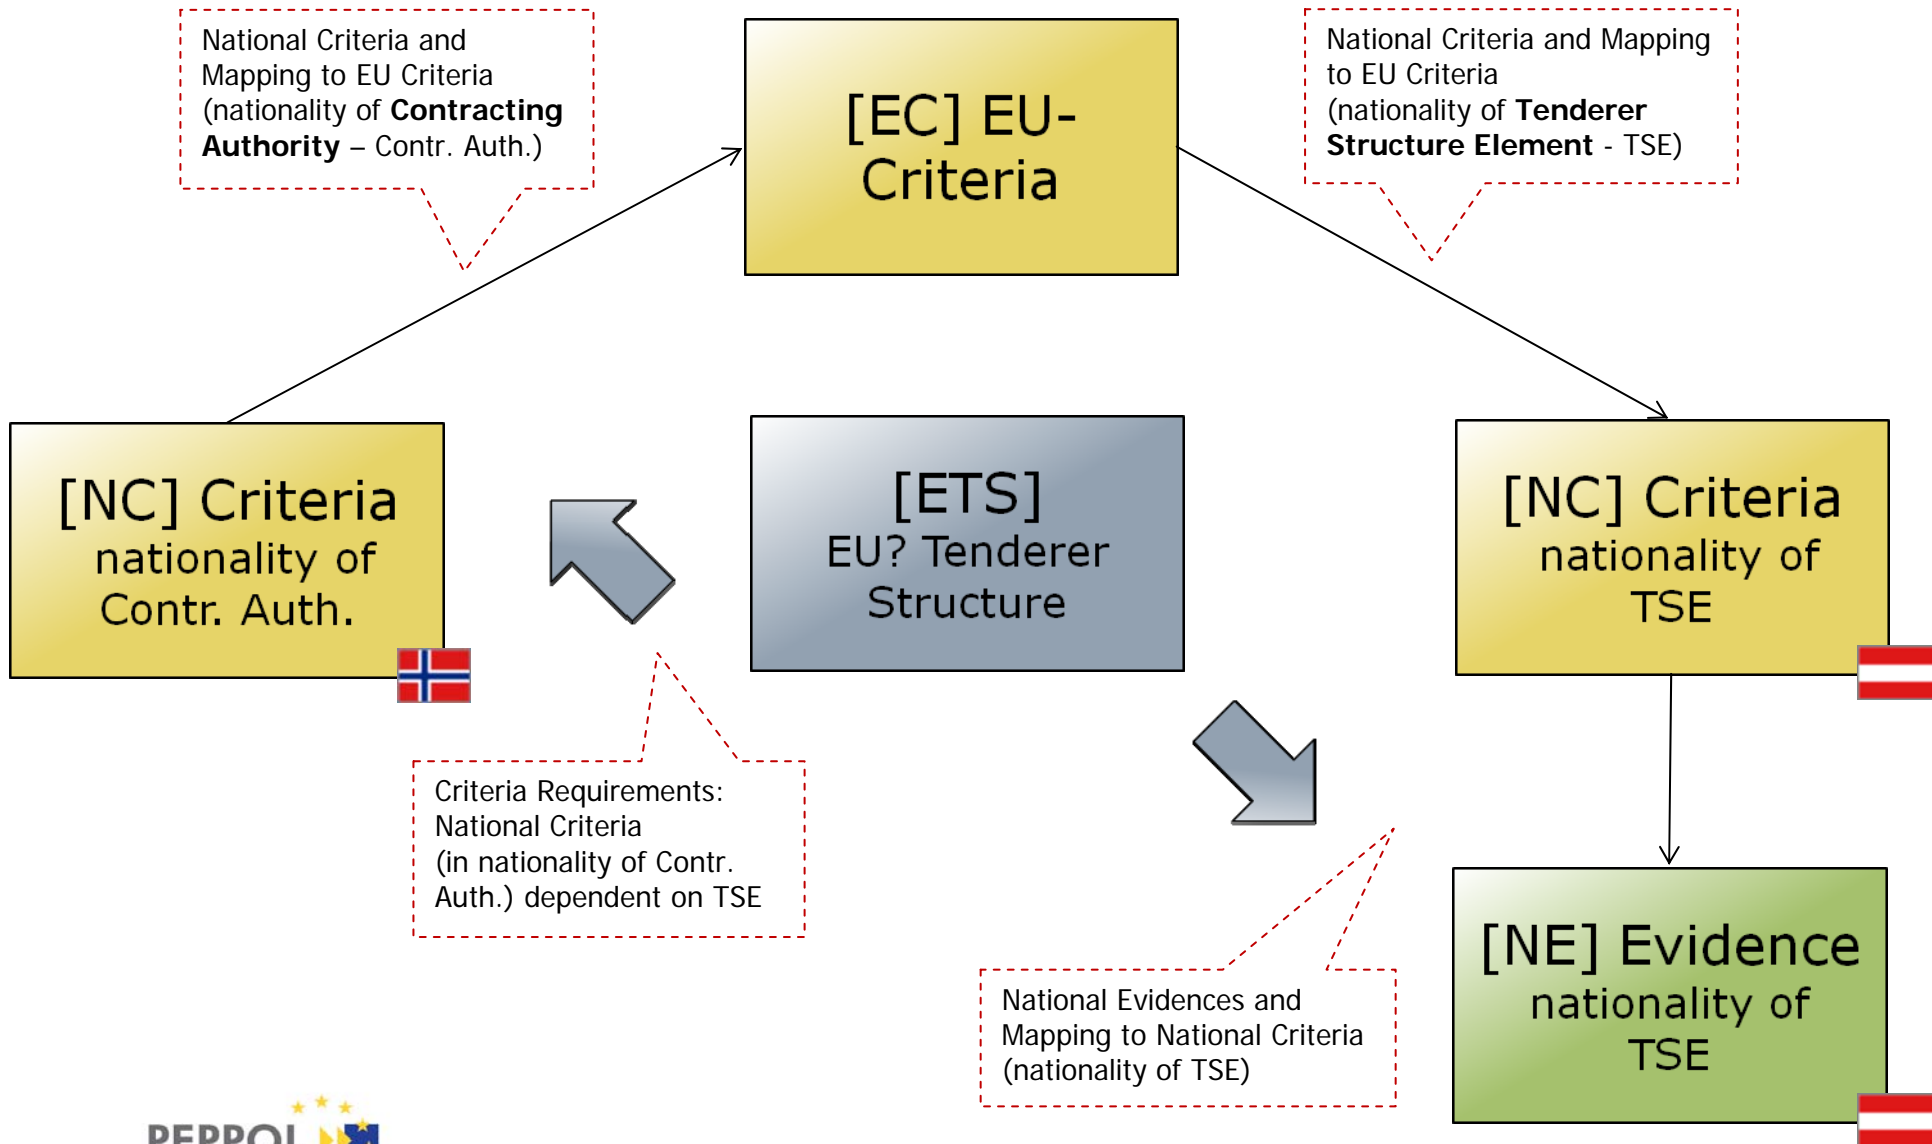 National Criteria and
Mapping to EU Criteria
(nationality of Contracting
Authority – Contr. Auth.)
[EC] EU-
Criteria
National Criteria and Mapping
to EU Criteria
(nationality of Tenderer
Structure Element - TSE)
[NC] Criteria
nationality of
Contr. Auth.
[ETS]
EU? Tenderer
Structure
[NC] Criteria
nationality of
TSE
Criteria Requirements:
National Criteria
(in nationality of Contr.
Auth.) dependent on TSE
National Evidences and
Mapping to National Criteria
(nationality of TSE)
[NE] Evidence
nationality of
TSE
PEPPOL